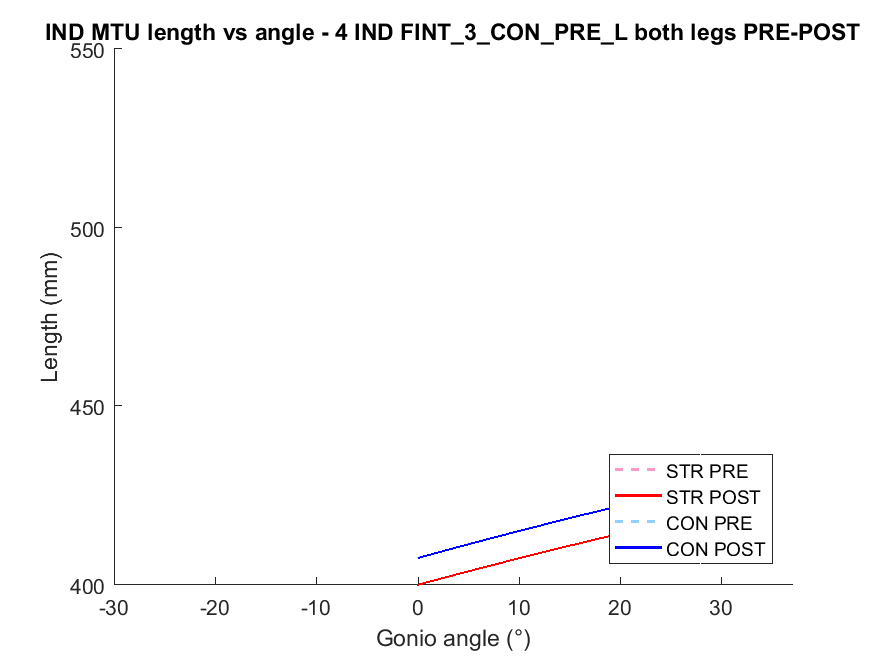 IND MTU length vs angle - 4 IND FINT_3_CON_PRE_L both legs PRE-POST
550
500
450
400
Length (mm)
-30
-20
-10
0
10
20
30
Gonio angle (°)
STR PRE
STR POST
CON PRE
CON POST